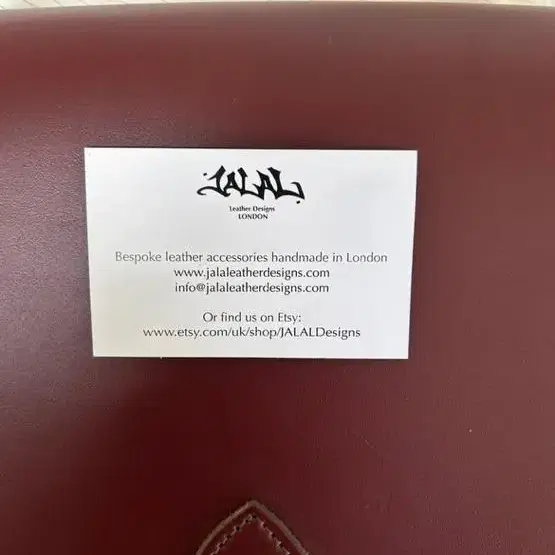 JALAL
Leather Designs
LONDON
Bespoke leather accessories handmade in London
www.jalaleatherdesigns.com
info@jalaleatherdesigns.com
Or find us on Etsy:
www.etsy.com/uk/shop/JALALDesigns